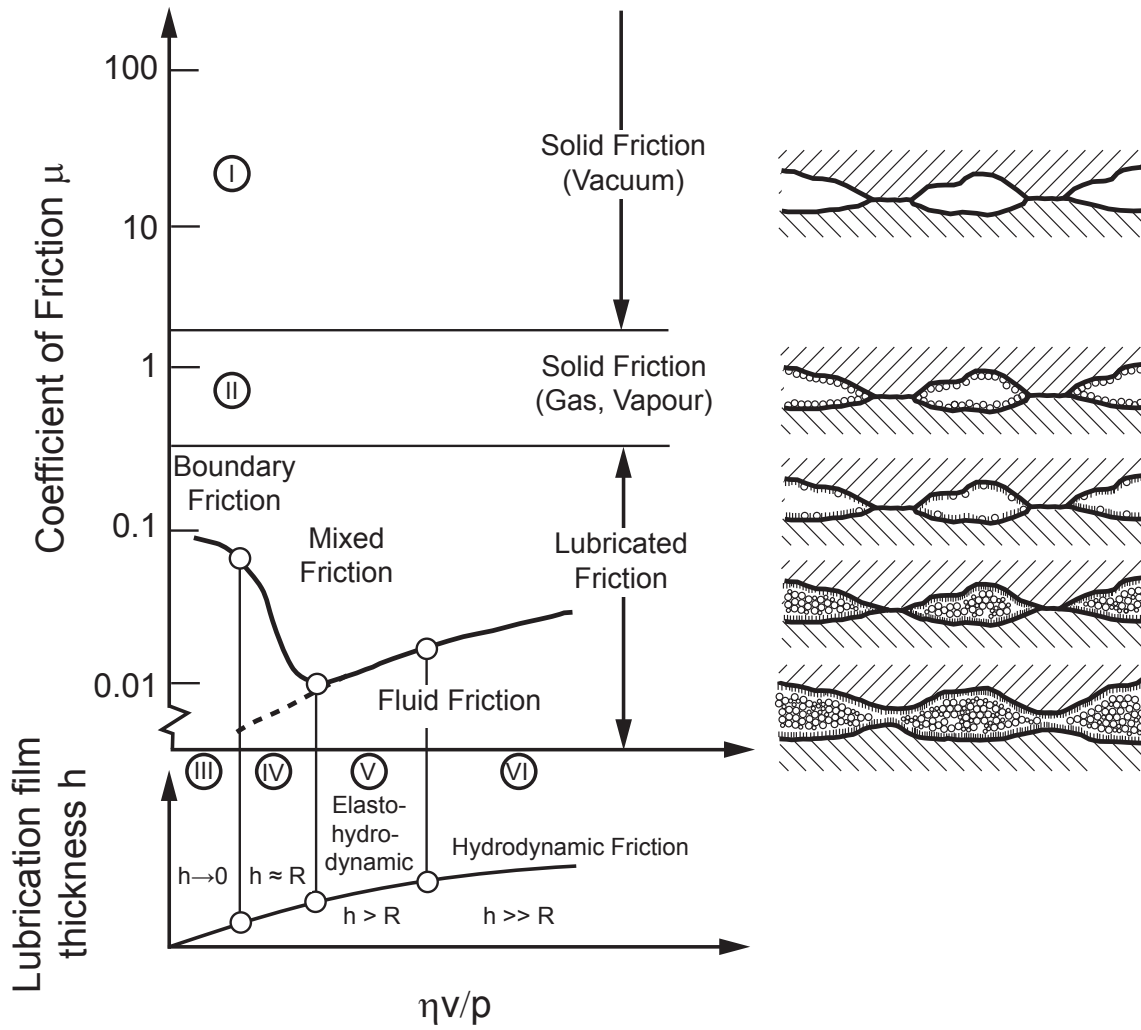 100
10
1
0.1
0.01
Coefficient of Friction μ
I
Solid Friction
(Vacuum)
II
Solid Friction
(Gas, Vapour)
Boundary
Friction
Mixed
Friction
Lubricated
Friction
Fluid Friction
III
IV
V
VI
Lubrication film
thickness h
Elasto-
hydro-
dynamic
Hydrodynamic Friction
h→0
h ≈ R
h > R
h >> R
ηv/p